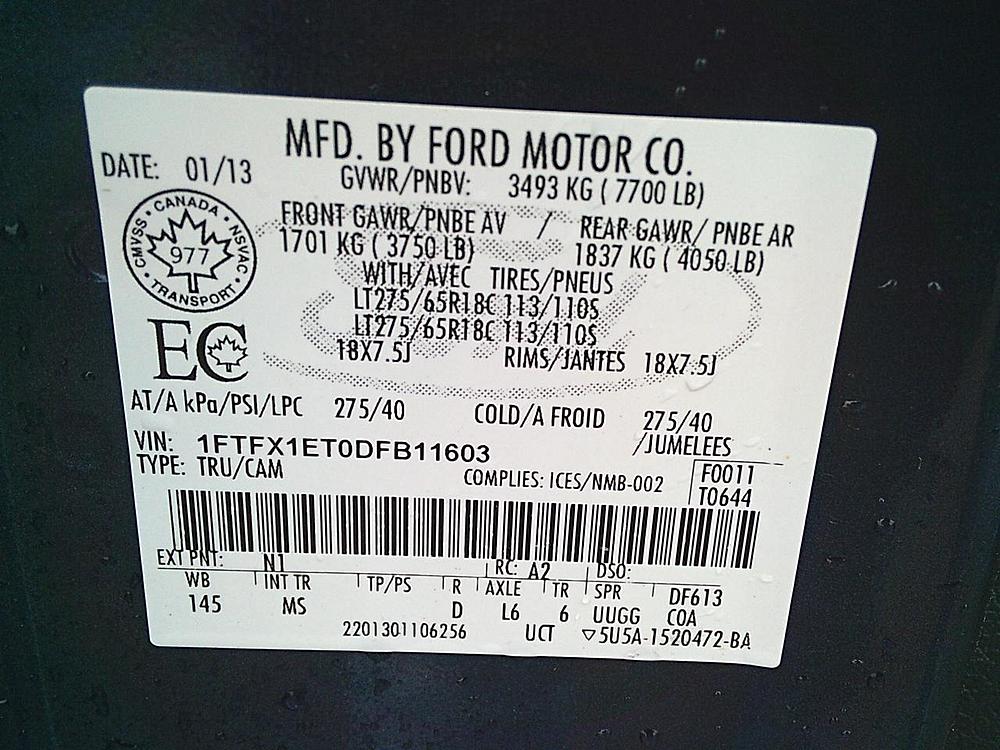 MFD. BY FORD MOTOR CO.
DATE: 01/13
GVWR/PNBV: 3493 KG ( 7700 LB)
FRONT GAWR/PNBE AV / REAR GAWR/ PNBE AR
1701 KG ( 3750 LB) 1837 KG ( 4050 LB)
WITH/AVEC TIRES/PNEUS
LT275/65R18C 113/110S
LT275/65R18C 113/110S
18X7.5J RIMS/JANTES 18X7.5J
CANADA
CMVSS · NSVAC
977
TRANSPORT
EC
AT/A kPa/PSI/LPC 275/40 COLD/A FROID 275/40
/JUMELEES
VIN: 1FTFX1ET0DFB11603
TYPE: TRU/CAM COMPLIES: ICES/NMB-002
F0011
T0644
EXT PNT: N1 RC: A2 DSO:
WB INT TR TP/PS R AXLE TR SPR DF613
145 MS D L6 6 UUGG COA
2201301106256 UCT ▽5U5A-1520472-BA